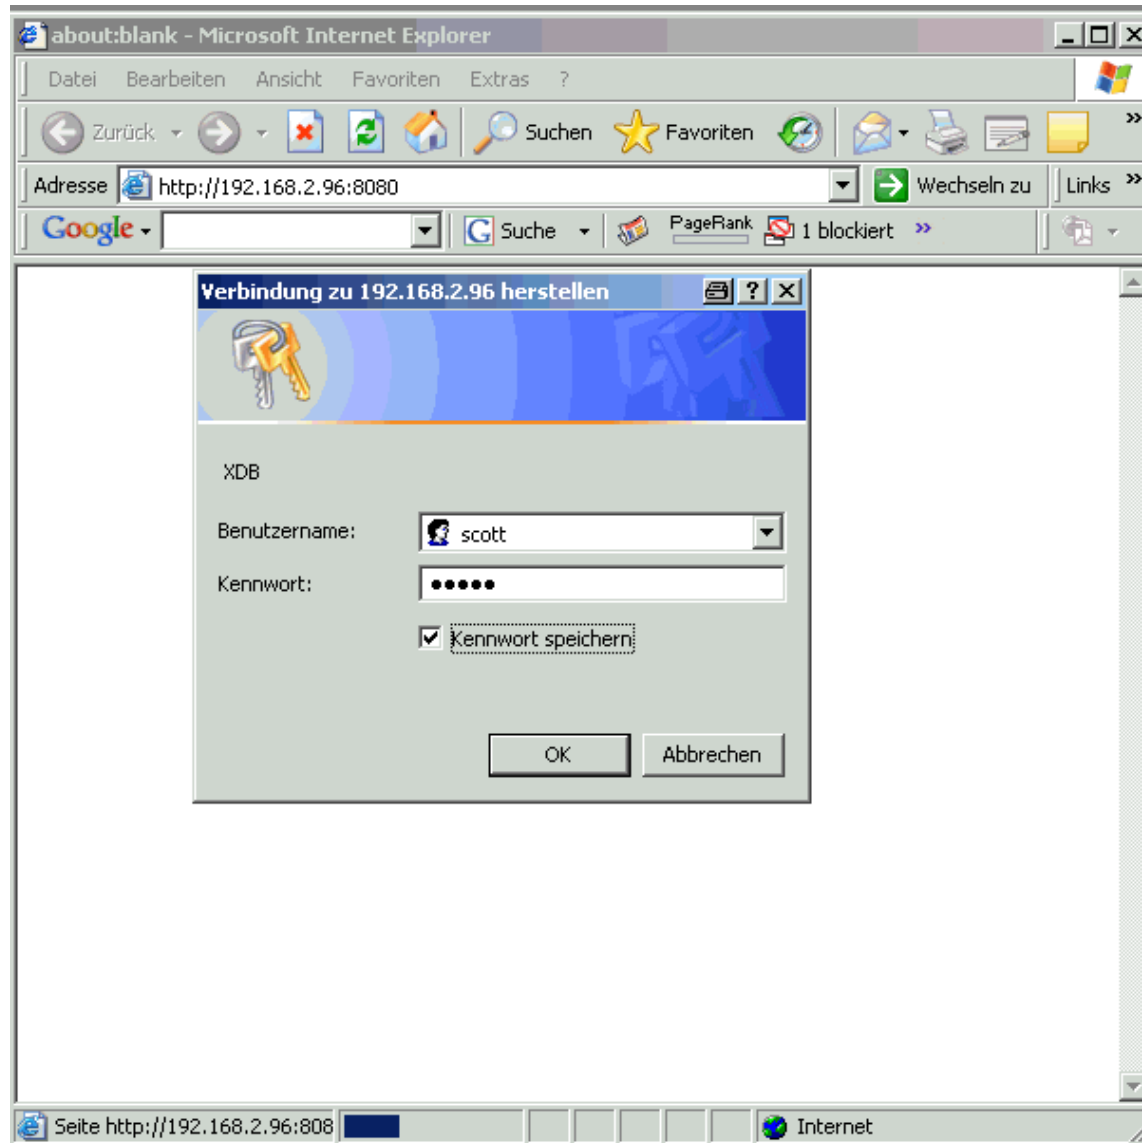 about:blank - Microsoft Internet Explorer
Datei Bearbeiten Ansicht Favoriten Extras ?
Zurück Suchen Favoriten »
Adresse http://192.168.2.96:8080 Wechseln zu Links »
Google G Suche PageRank 1 blockiert »
Verbindung zu 192.168.2.96 herstellen ?
XDB
Benutzername: scott
Kennwort: •••••
Kennwort speichern
OK Abbrechen
Seite http://192.168.2.96:808 Internet